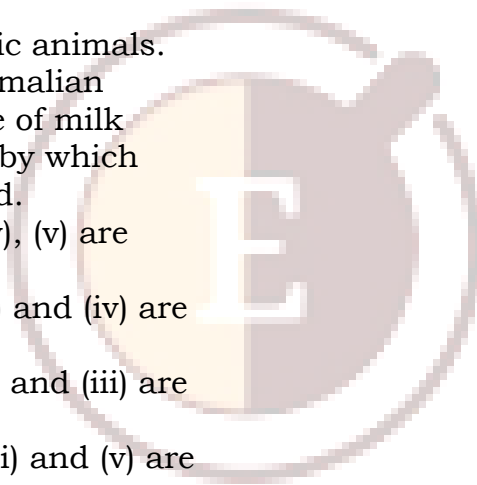 ic animals.
malian
e of milk
by which
d.
), (v) are
and (iv) are
and (iii) are
i) and (v) are
E